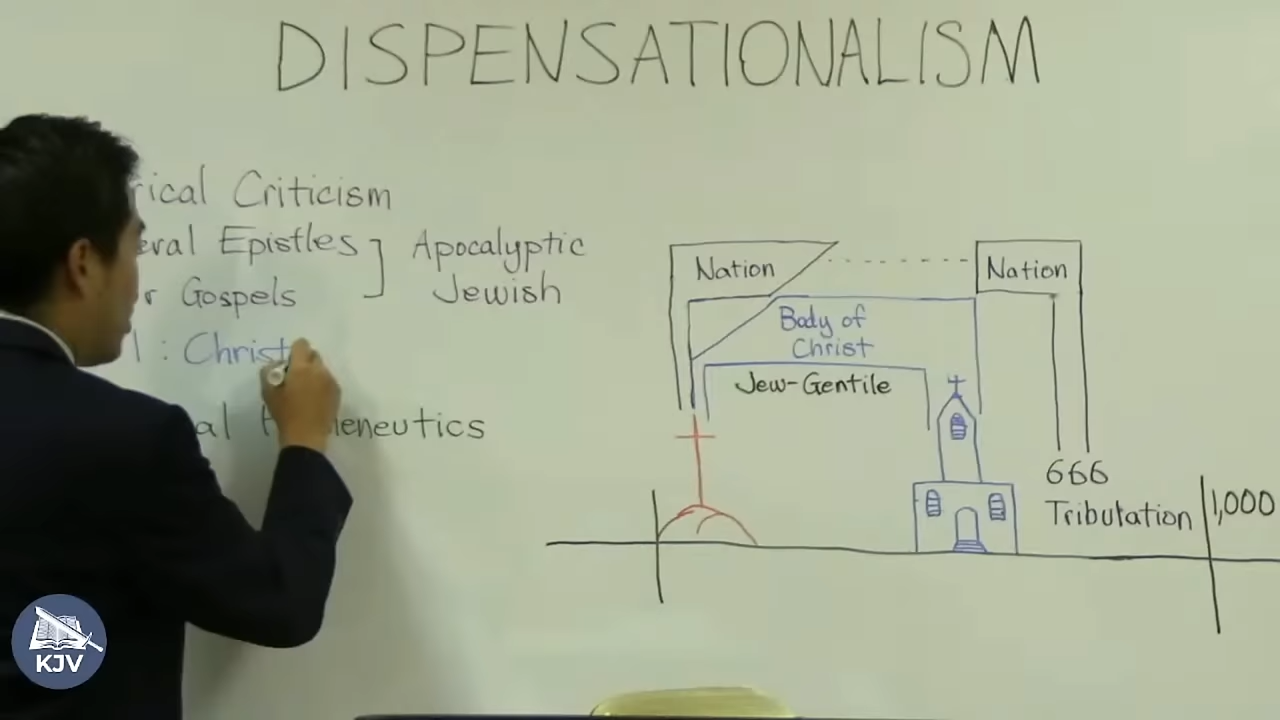 DISPENSATIONALISM
rical Criticism
eral Epistles
r Gospels
Apocalyptic
Jewish
l : Christ
al H eneutics
Nation
Body of
Christ
Jew-Gentile
Nation
666
Tributation
1,000
KJV